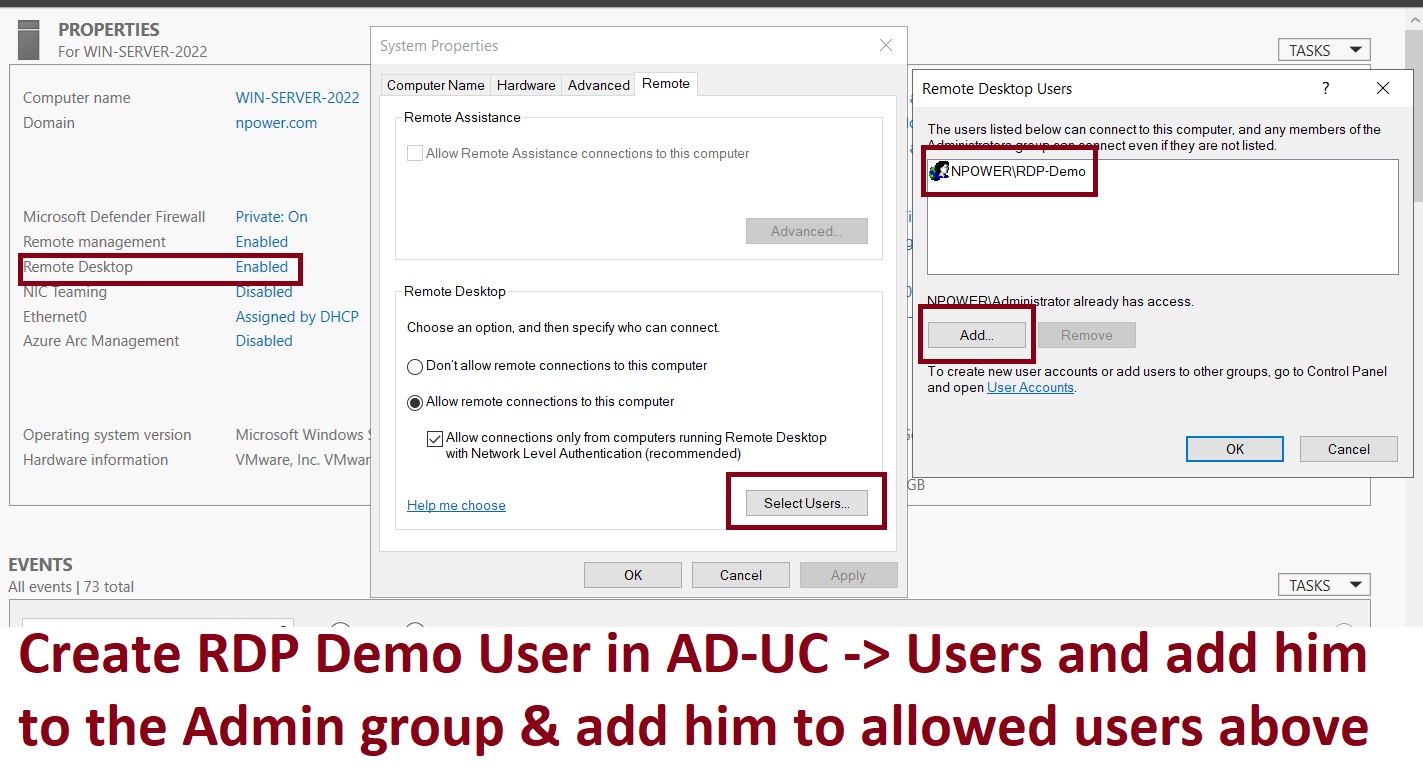 PROPERTIES
For WIN-SERVER-2022
TASKS
Computer name WIN-SERVER-2022
Domain npower.com
Microsoft Defender Firewall Private: On
Remote management Enabled
Remote Desktop Enabled
NIC Teaming Disabled
Ethernet0 Assigned by DHCP
Azure Arc Management Disabled
Operating system version Microsoft Windows S
Hardware information VMware, Inc. VMwar
GB
System Properties
Computer Name Hardware Advanced Remote
Remote Assistance
Allow Remote Assistance connections to this computer
Advanced...
Remote Desktop
Choose an option, and then specify who can connect.
Don't allow remote connections to this computer
Allow remote connections to this computer
Allow connections only from computers running Remote Desktop
with Network Level Authentication (recommended)
Help me choose
Select Users...
OK Cancel Apply
Remote Desktop Users
The users listed below can connect to this computer, and any members of the
Administrators group can connect even if they are not listed.
NPOWER\RDP-Demo
NPOWER\Administrator already has access.
Add... Remove
To create new user accounts or add users to other groups, go to Control Panel
and open User Accounts.
OK Cancel
EVENTS
All events | 73 total
TASKS
Create RDP Demo User in AD-UC -> Users and add him
to the Admin group & add him to allowed users above